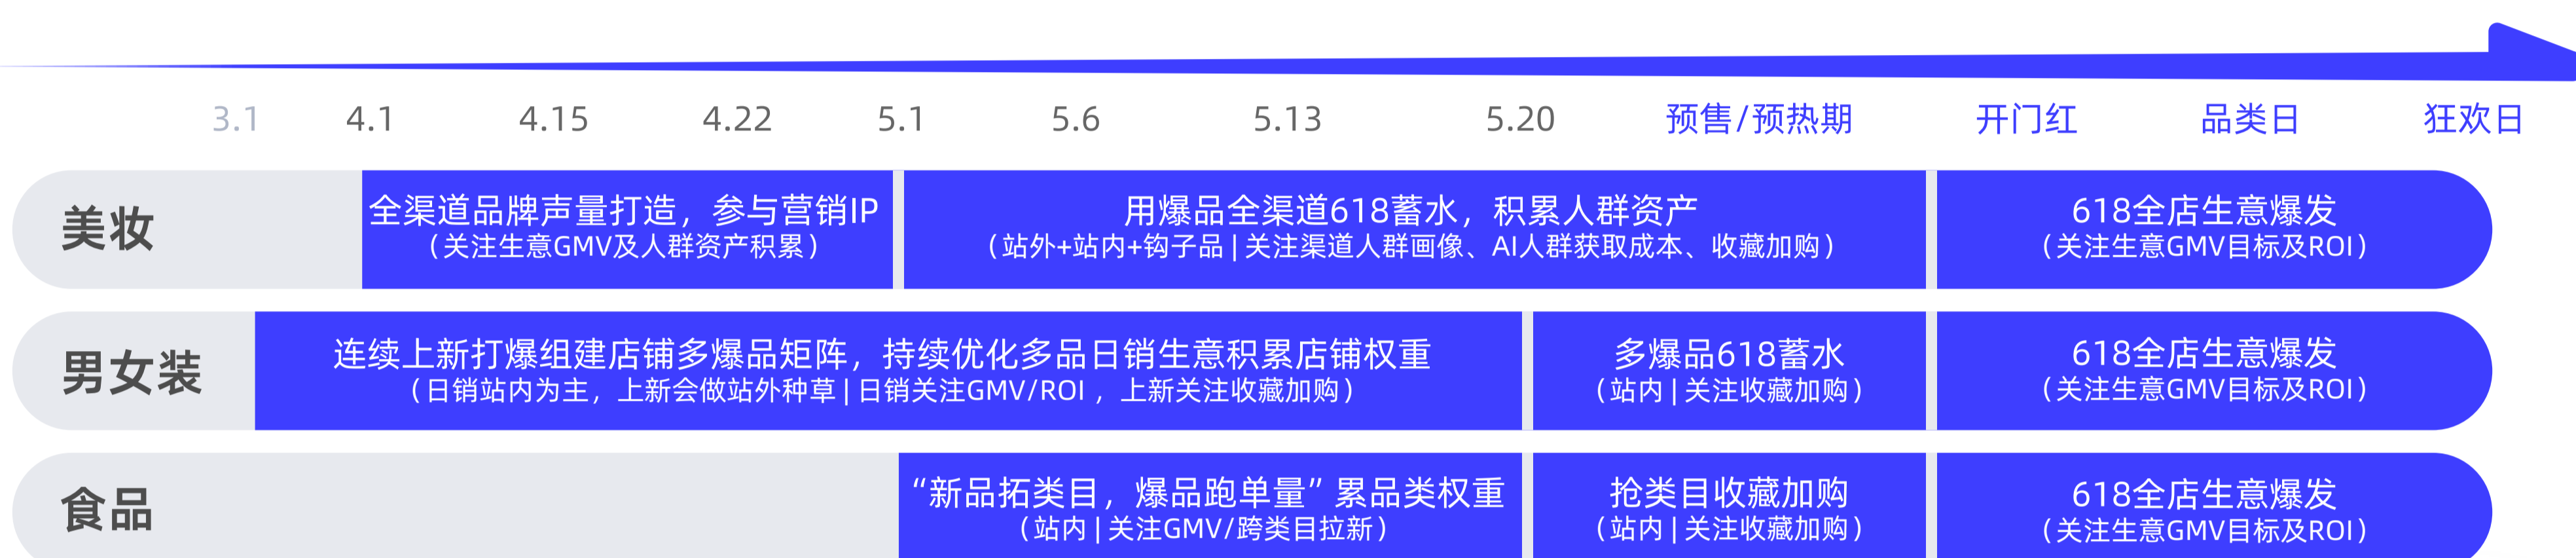 3.1 4.1 4.15 4.22 5.1 5.6 5.13 5.20 预售/预热期 开门红 品类日 狂欢日
美妆
全渠道品牌声量打造，参与营销IP
（关注生意GMV及人群资产积累）
用爆品全渠道618蓄水，积累人群资产
（站外+站内+钩子品|关注渠道人群画像、AI人群获取成本、收藏加购）
618全店生意爆发
（关注生意GMV目标及ROI）
男女装
连续上新打爆组建店铺多爆品矩阵，持续优化多品日销生意积累店铺权重
（日销站内为主，上新会做站外种草|日销关注GMV/ROI，上新关注收藏加购）
多爆品618蓄水
（站内|关注收藏加购）
618全店生意爆发
（关注生意GMV目标及ROI）
食品
“新品拓类目，爆品跑单量”累品类权重
（站内|关注GMV/跨类目拉新）
抢类目收藏加购
（站内|关注收藏加购）
618全店生意爆发
（关注生意GMV目标及ROI）